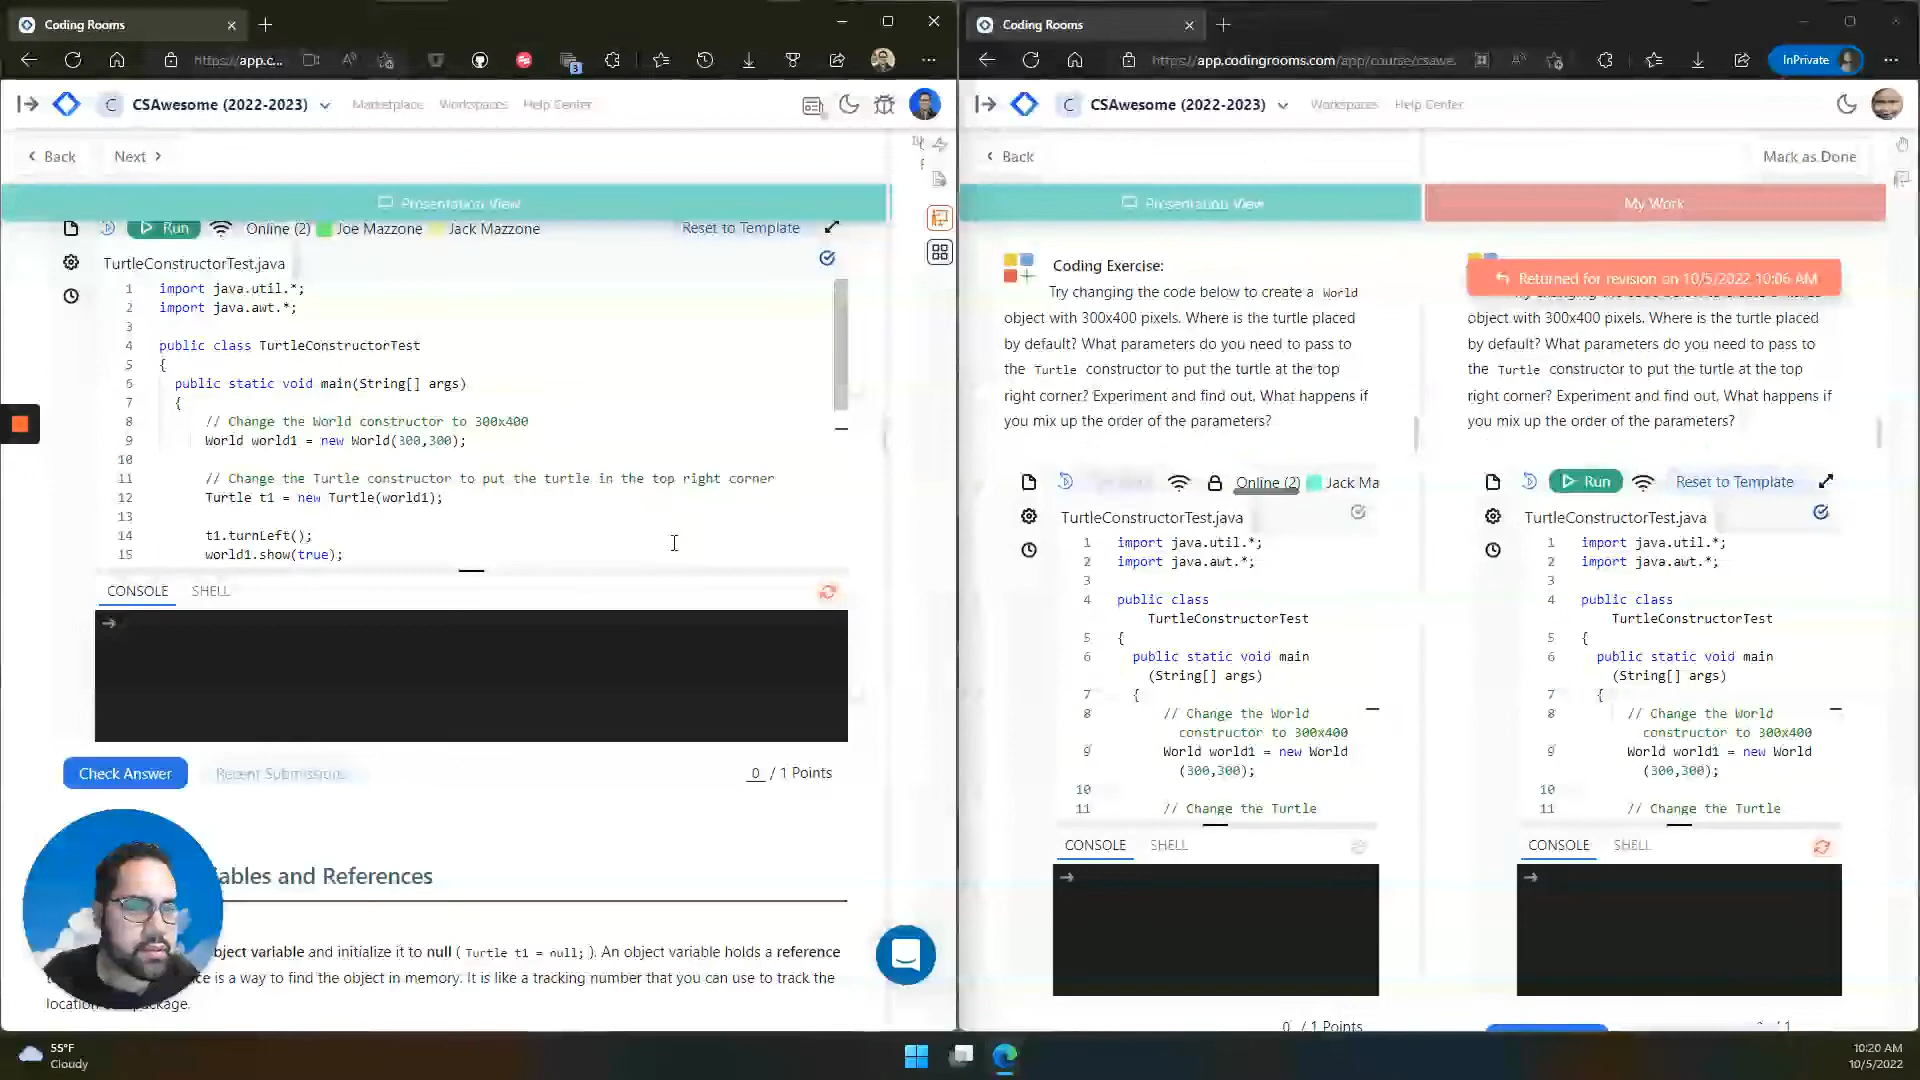 Coding Rooms
https://app.c...
3
C CSAwesome (2022-2023)
Marketplace Workspaces Help Center
Back Next
Presentation View
Run Online (2) Joe Mazzone Jack Mazzone Reset to Template
TurtleConstructorTest.java
1 import java.util.*;
2 import java.awt.*;
3
4 public class TurtleConstructorTest
5 {
6 public static void main(String[] args)
7 {
8 // Change the World constructor to 300x400
9 World world1 = new World(300,300);
10
11 // Change the Turtle constructor to put the turtle in the top right corner
12 Turtle t1 = new Turtle(world1);
13
14 t1.turnLeft();
15 world1.show(true);
CONSOLE SHELL
Check Answer Recent Submissions 0 / 1 Points
ables and References
bject variable and initialize it to null ( Turtle t1 = null; ). An object variable holds a reference
ce is a way to find the object in memory. It is like a tracking number that you can use to track the
location package.
Coding Rooms
https://app.codingrooms.com/app/course/csawe.
InPrivate
C CSAwesome (2022-2023)
Workspaces Help Center
Back Mark as Done
Presentation View My Work
Coding Exercise:
Try changing the code below to create a World
object with 300x400 pixels. Where is the turtle placed
by default? What parameters do you need to pass to
the Turtle constructor to put the turtle at the top
right corner? Experiment and find out. What happens if
you mix up the order of the parameters?
Online (2) Jack Ma
TurtleConstructorTest.java
1 import java.util.*;
2 import java.awt.*;
3
4 public class
TurtleConstructorTest
5 {
6 public static void main
(String[] args)
7 {
8 // Change the World
constructor to 300x400
9 World world1 = new World
(300,300);
10
11 // Change the Turtle
CONSOLE SHELL
0 / 1 Points
Returned for revision on 10/5/2022 10:06 AM
object with 300x400 pixels. Where is the turtle placed
by default? What parameters do you need to pass to
the Turtle constructor to put the turtle at the top
right corner? Experiment and find out. What happens if
you mix up the order of the parameters?
Run Reset to Template
TurtleConstructorTest.java
1 import java.util.*;
2 import java.awt.*;
3
4 public class
TurtleConstructorTest
5 {
6 public static void main
(String[] args)
7 {
8 // Change the World
constructor to 300x400
9 World world1 = new World
(300,300);
10
11 // Change the Turtle
CONSOLE SHELL
55°F
Cloudy
10:20 AM
10/5/2022